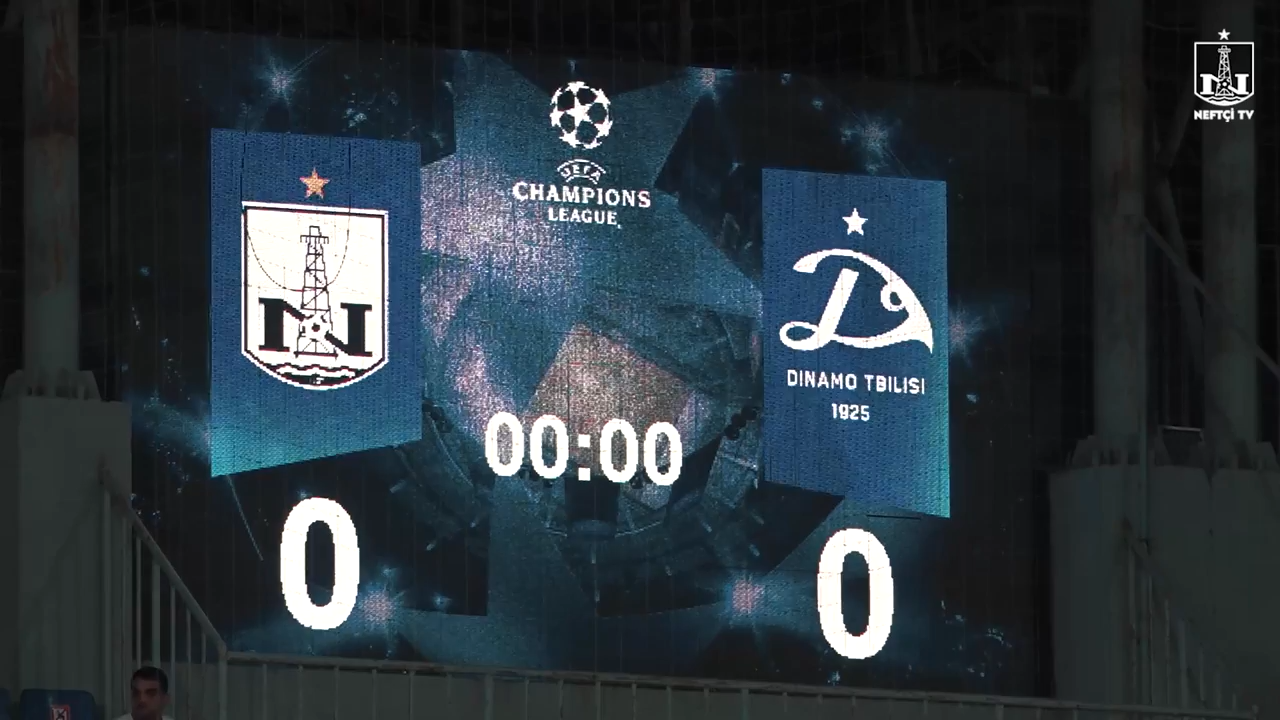 N
UEFA
CHAMPIONS
LEAGUE
D
DINAMO TBILISI
1925
00:00
0
0
N
NEFTÇİ TV